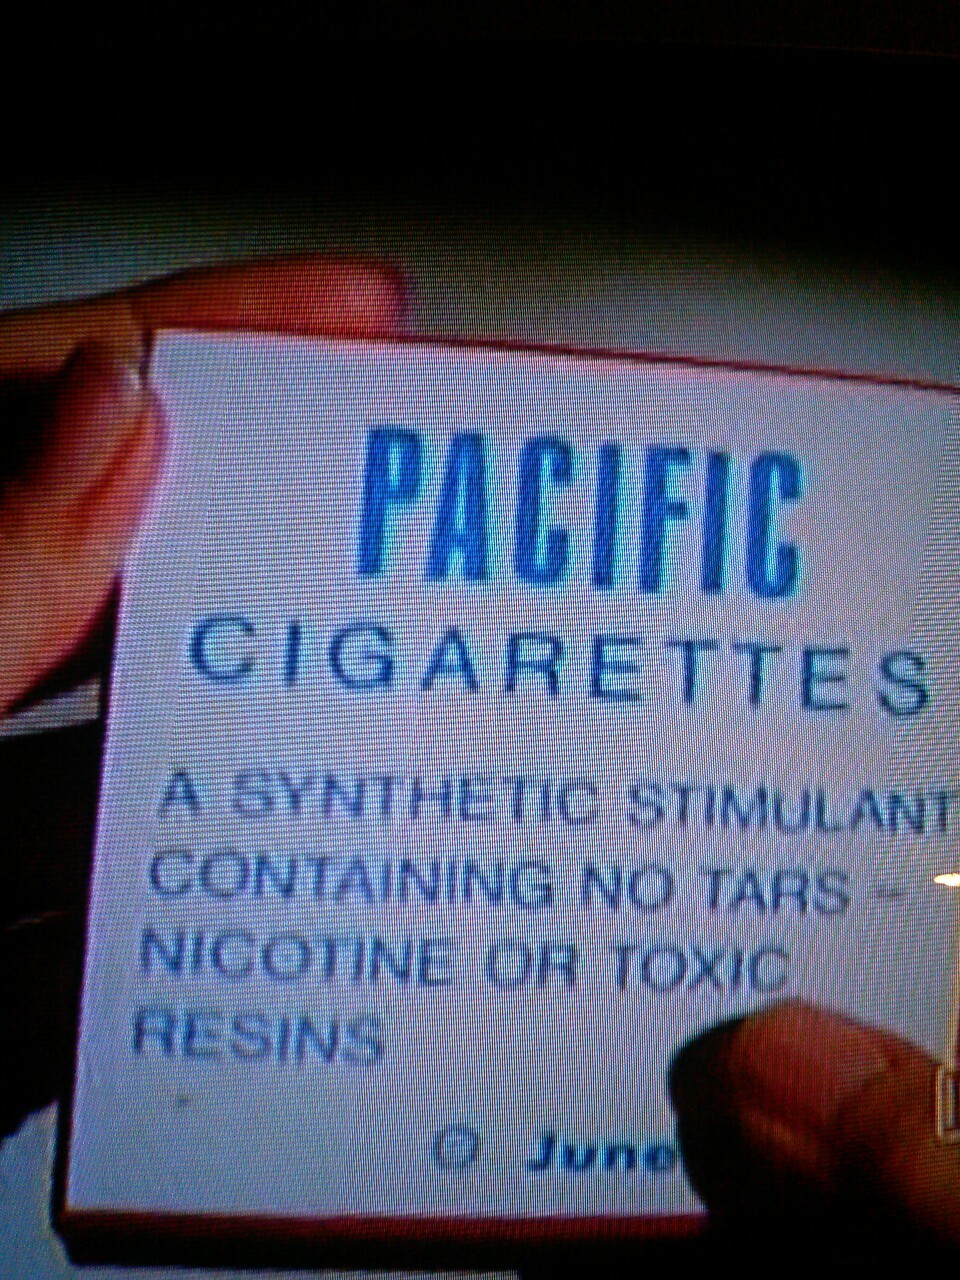 PACIFIC
CIGARETTES
A SYNTHETIC STIMULANT
CONTAINING NO TARS -
NICOTINE OR TOXIC
RESINS
June